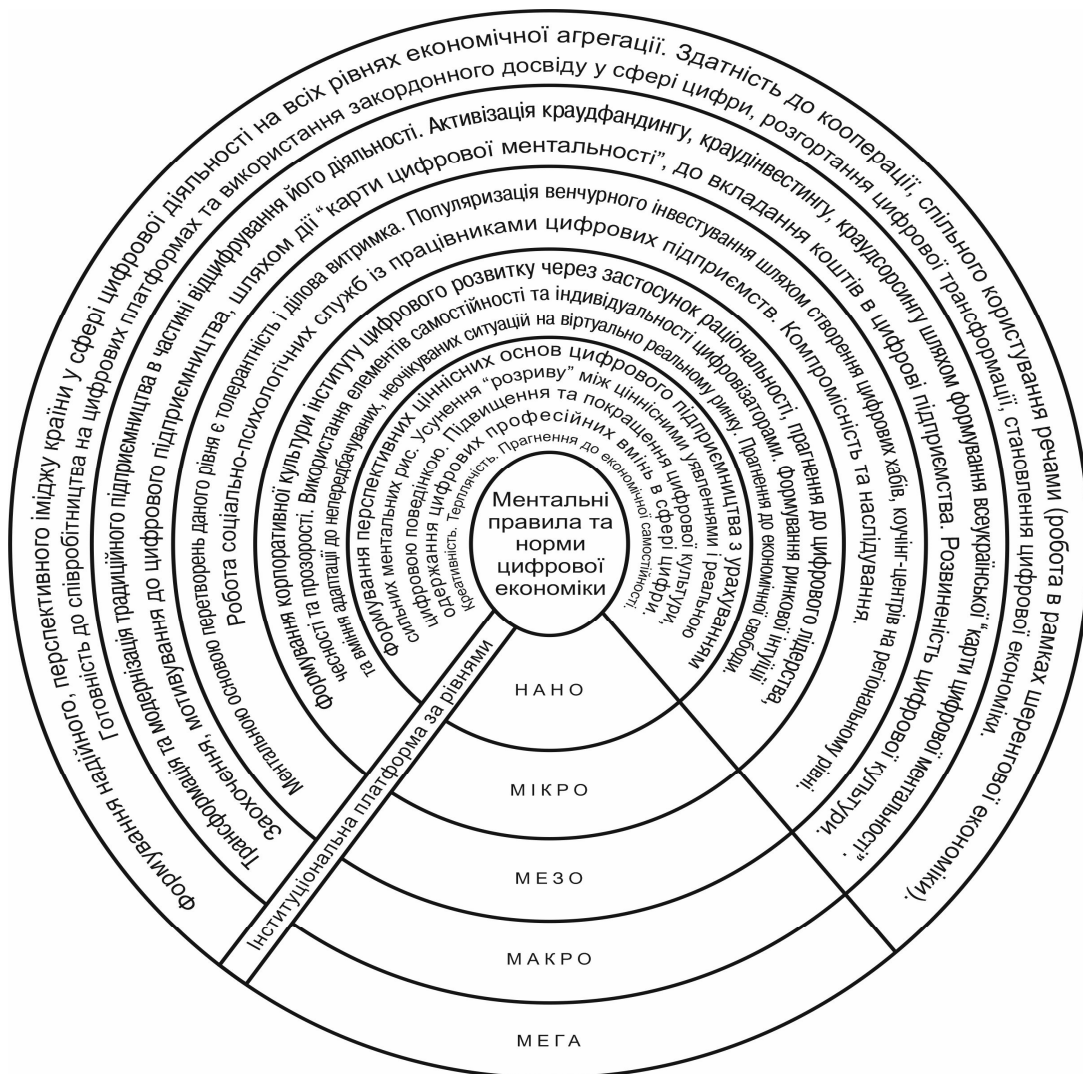 Формування надійного, перспективного іміджу країни у сфері цифрової діяльності на всіх рівнях економічної агрегації. Здатність до кооперації, спільного користування речами (робота в рамках шерентової економіки).
Готовність до співробітництва на цифрових платформах та використання закордонного досвіду у сфері цифри, розгортання цифрової трансформації, становлення цифрової економіки.
Трансформація та модернізація традиційного підприємництва в частині відцифрування його діяльності. Активізація краудфандингу, краудінвестингу, краудсорсингу шляхом формування всеукраїнської “карти цифрової ментальності”.
Заохочення, мотивування до цифрового підприємництва, шляхом дії “карти цифрової ментальності”, до вкладання коштів в цифрові підприємства. Розвиненість цифрової культури.
Ментальною основою перетворень даного рівня є толерантність і ділова витримка. Популяризація венчурного інвестування шляхом створення цифрових хабів, коучінг-центрів на регіональному рівні.
Робота соціально-психологічних служб із працівниками цифрових підприємств. Компромісність та наслідування.
Формування корпоративної культури інституту цифрового розвитку через застосунок раціональності, прагнення до цифрового лідерства,
чесності та прозорості. Використання елементів самостійності та індивідуальності цифровізаторами. Формування ринкової інтуїції
та вміння адаптації до непередбачуваних, неочікуваних ситуацій на віртуально реальному ринку. Прагнення до економічної свободи.
Формування перспективних ціннісних основ цифрового підприємництва з урахуванням
сильних ментальних рис. Усунення “розриву” між ціннісними уявленнями і реальною
цифровою поведінкою. Підвищення та покращення цифрової культури,
одержання цифрових професійних вмінь в сфері цифри.
Креативність. Терплячість. Прагнення до економічної самостійності.
Ментальні
правила та
норми
цифрової
економіки
Інституціональна платформа за рівнями
НАНО
МІКРО
МЕЗО
МАКРО
МЕГА